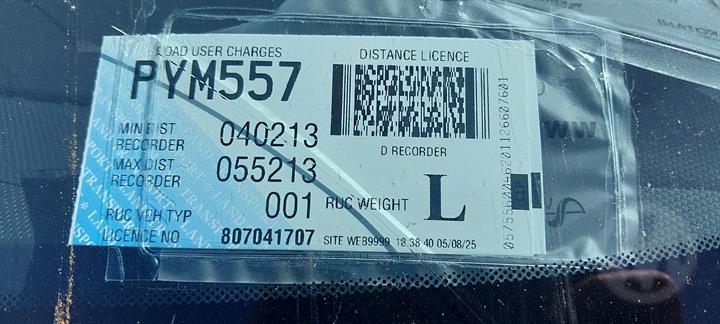 ROAD USER CHARGES
DISTANCE LICENCE
PYM557
MIN DIST RECORDER 040213
D RECORDER
MAX DIST RECORDER 055213
RUC VEH TYP 001
RUC WEIGHT L
LICENCE NO 807041707
SITE WEB9999 18 38 40 05/08/25